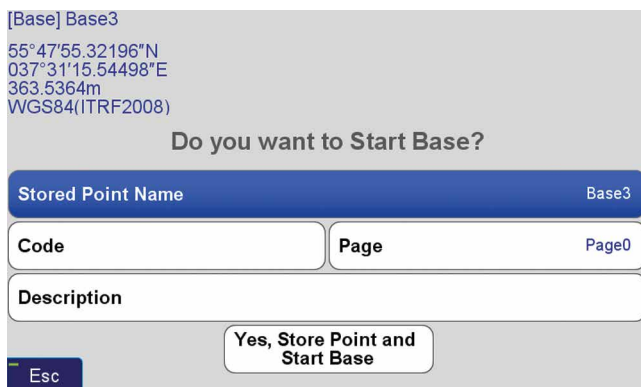 [Base] Base3
55°47'55.32196"N
037°31'15.54498"E
363.5364m
WGS84(ITRF2008)
Do you want to Start Base?
Stored Point Name Base3
Code Page Page0
Description
Yes, Store Point and
Start Base
Esc